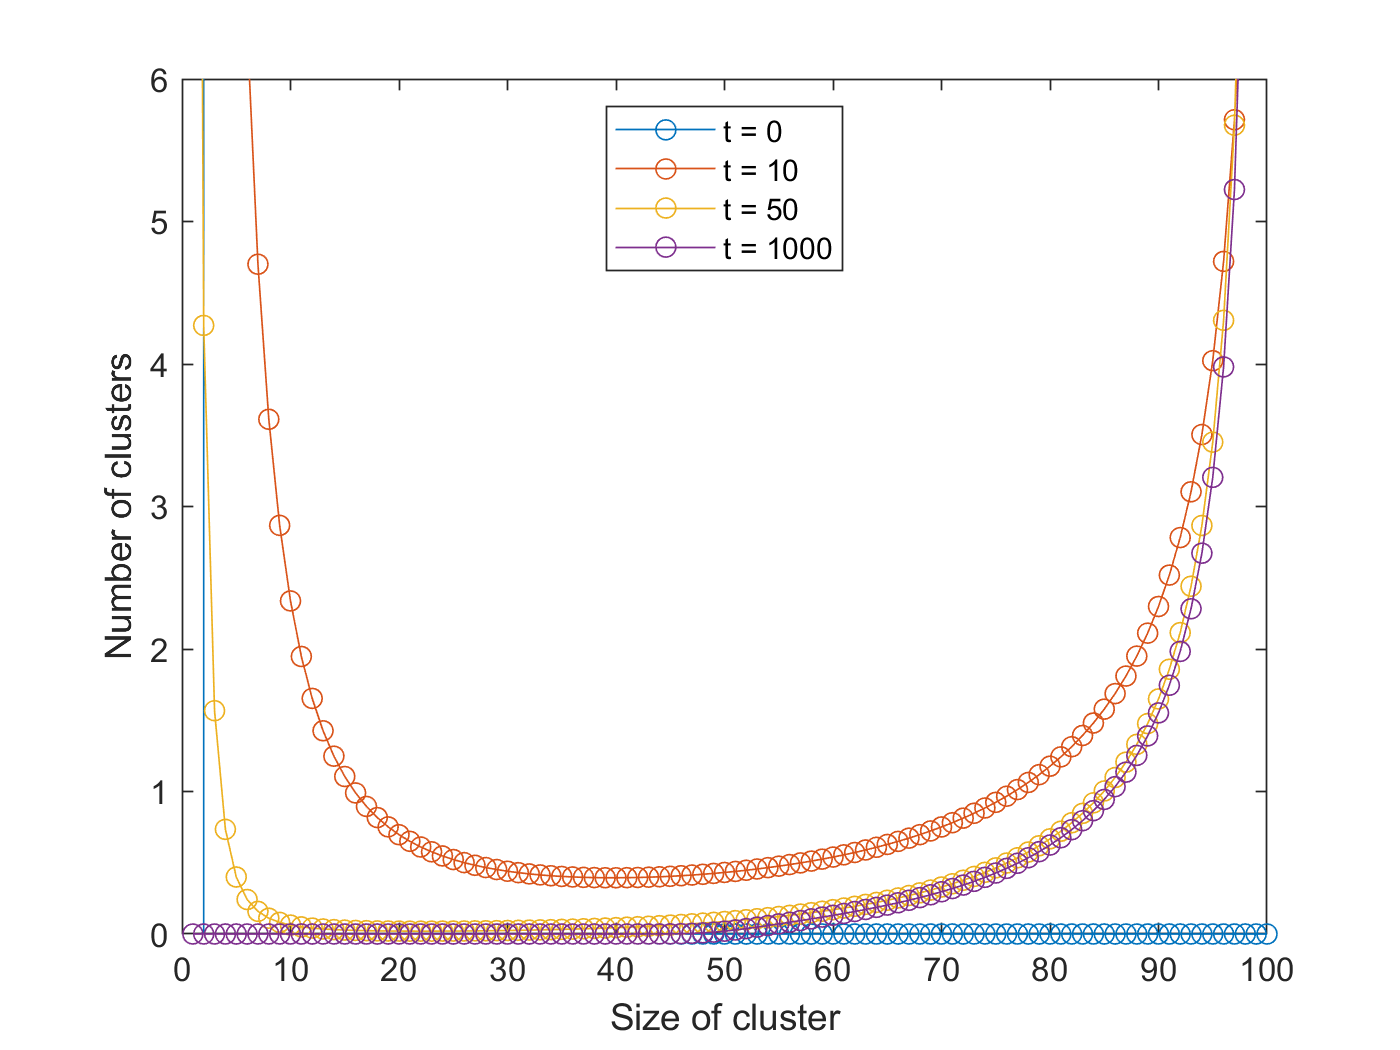 6
5
4
3
2
1
0
Number of clusters
t = 0
t = 10
t = 50
t = 1000
0 10 20 30 40 50 60 70 80 90 100
Size of cluster